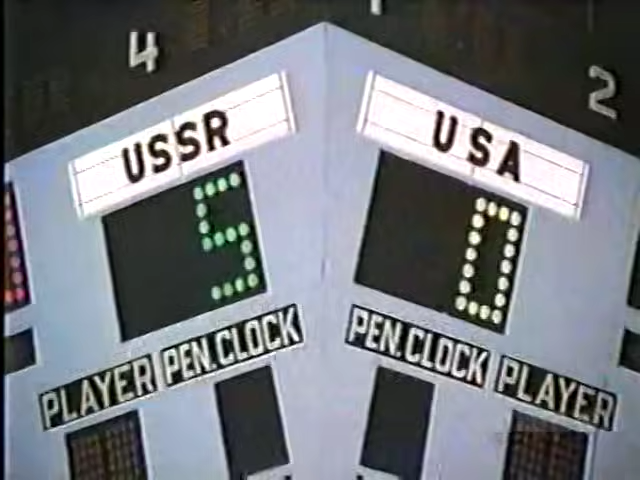 4
2
USSR
USA
5
0
PLAYER PEN.CLOCK
PEN.CLOCK PLAYER